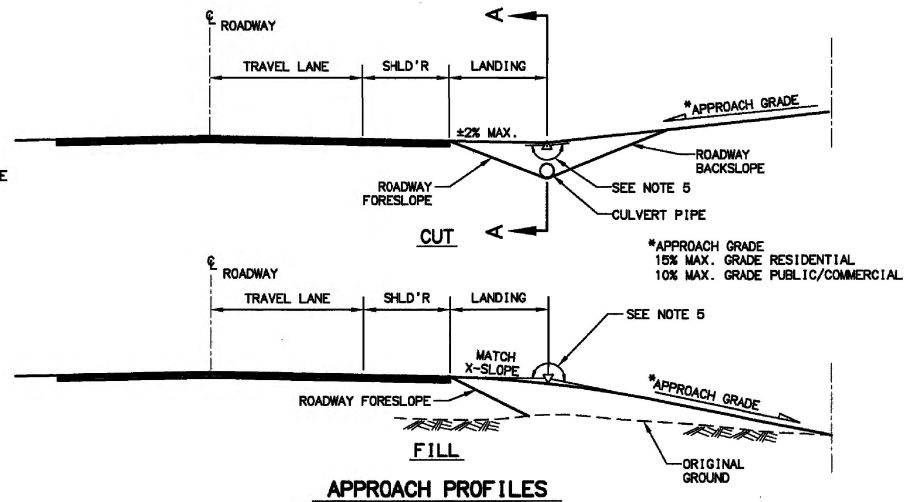 ℄ ROADWAY
A
TRAVEL LANE
SHLD'R
LANDING
*APPROACH GRADE
±2% MAX.
E
ROADWAY
FORESLOPE
ROADWAY
BACKSLOPE
SEE NOTE 5
CULVERT PIPE
CUT
A
*APPROACH GRADE
15% MAX. GRADE RESIDENTIAL
10% MAX. GRADE PUBLIC/COMMERCIAL
℄ ROADWAY
TRAVEL LANE
SHLD'R
LANDING
SEE NOTE 5
MATCH
X-SLOPE
*APPROACH GRADE
ROADWAY FORESLOPE
FILL
ORIGINAL
GROUND
APPROACH PROFILES